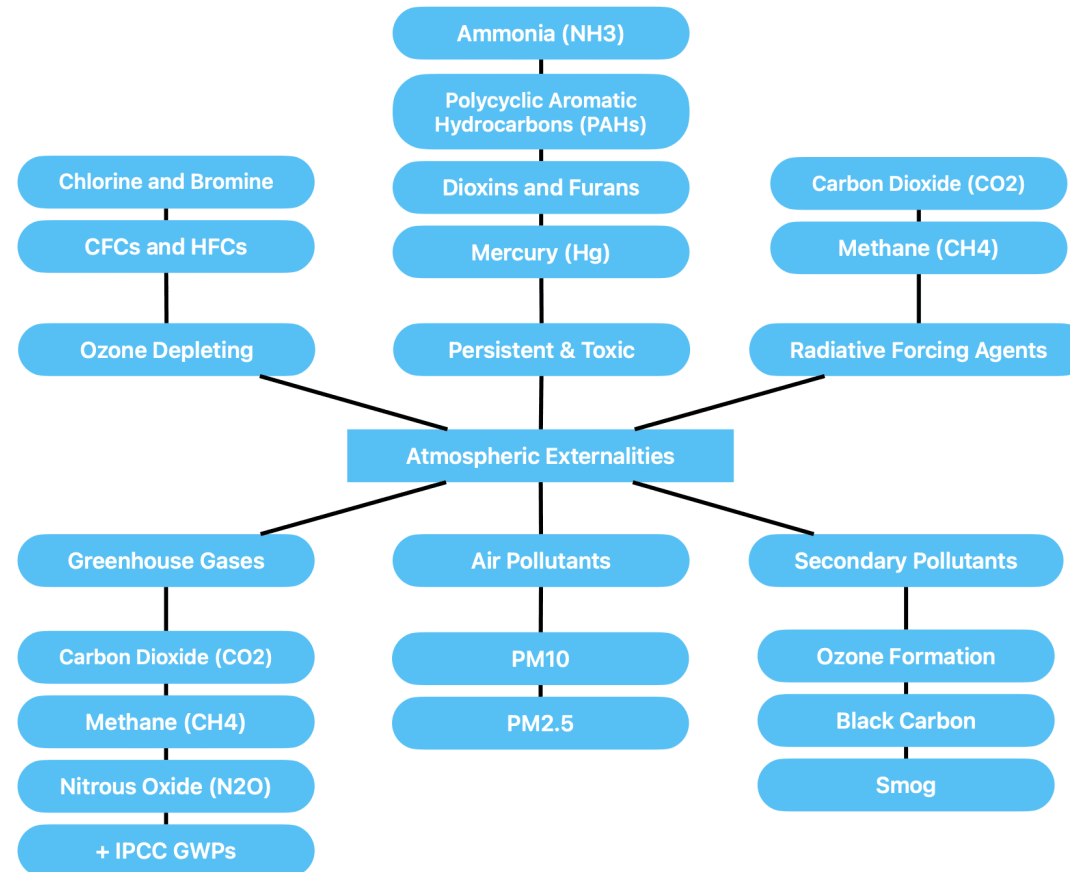 Ammonia (NH3)
Polycyclic Aromatic
Hydrocarbons (PAHs)
Dioxins and Furans
Mercury (Hg)
Persistent & Toxic
Chlorine and Bromine
CFCs and HFCs
Ozone Depleting
Carbon Dioxide (CO2)
Methane (CH4)
Radiative Forcing Agents
Atmospheric Externalities
Greenhouse Gases
Carbon Dioxide (CO2)
Methane (CH4)
Nitrous Oxide (N2O)
+ IPCC GWPs
Air Pollutants
PM10
PM2.5
Secondary Pollutants
Ozone Formation
Black Carbon
Smog